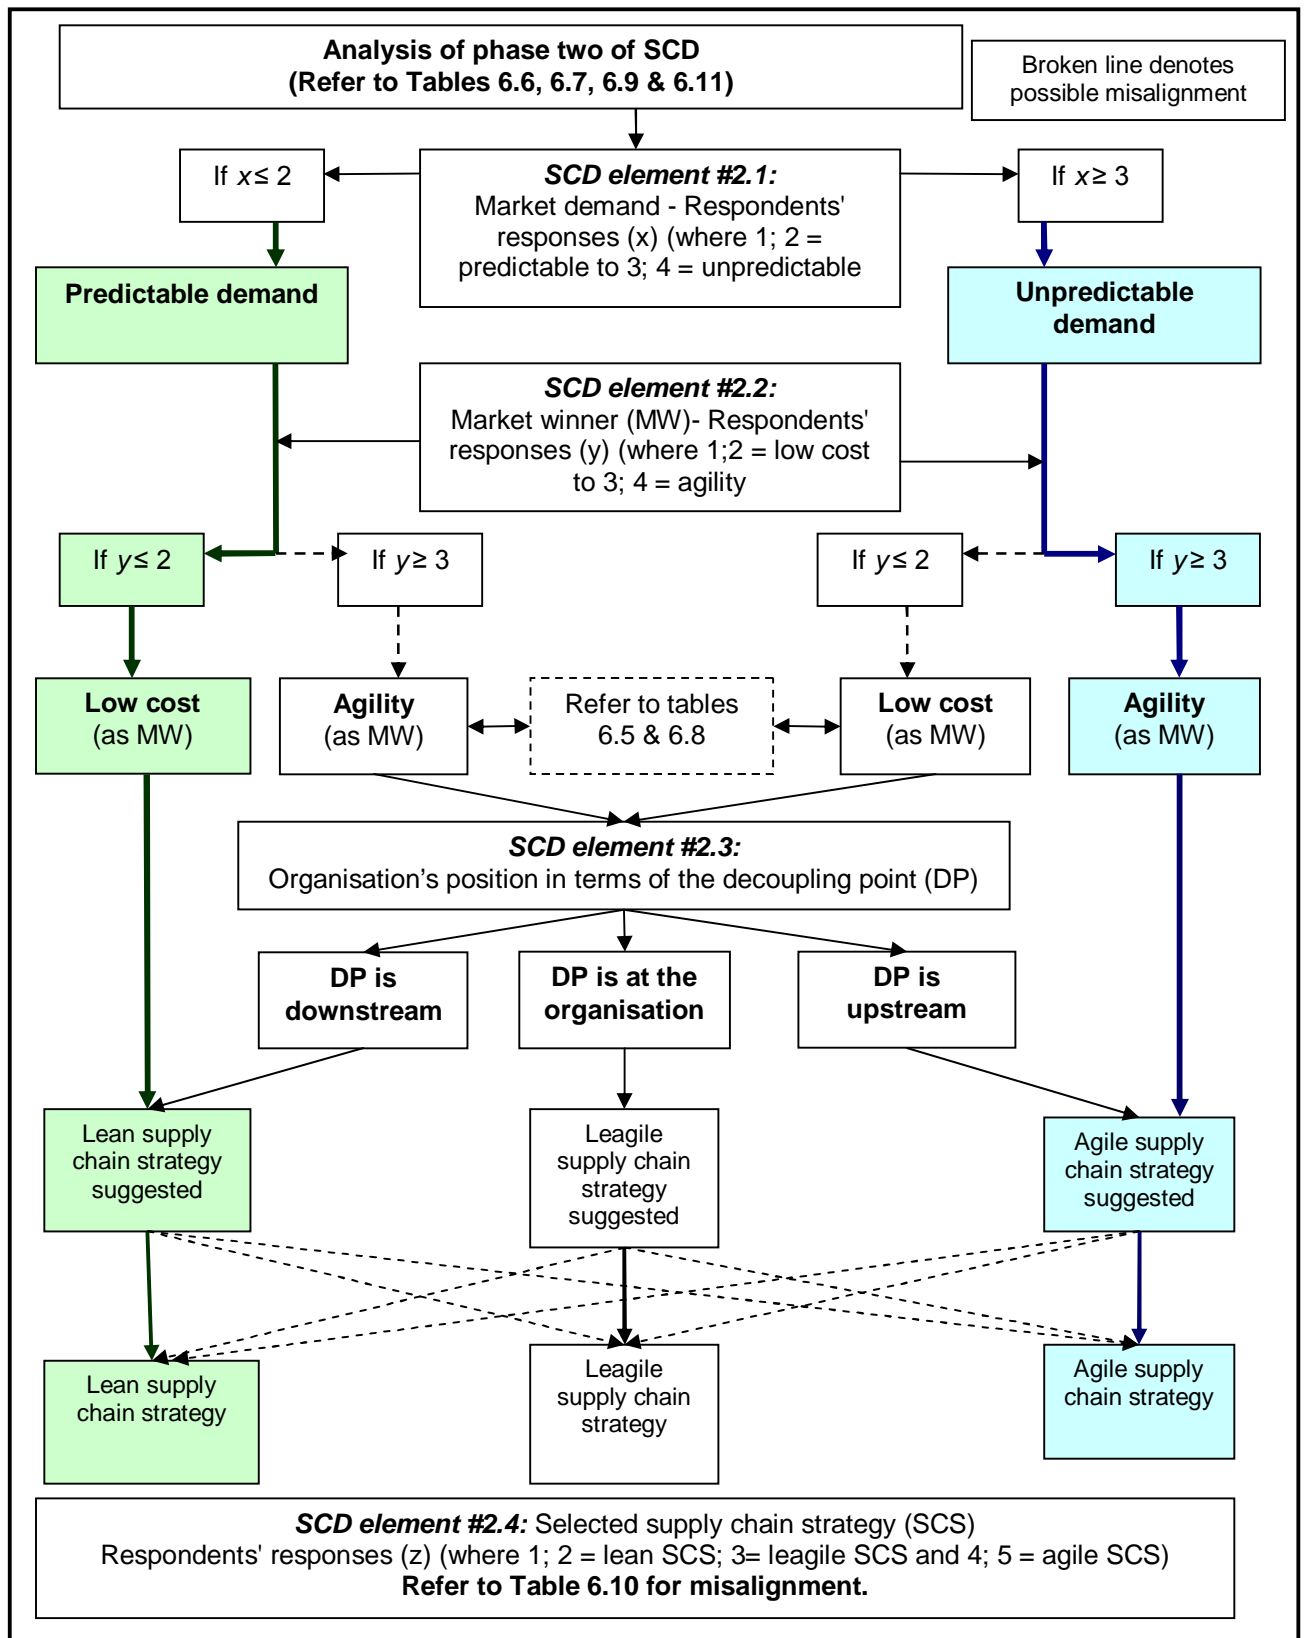 Analysis of phase two of SCD
(Refer to Tables 6.6, 6.7, 6.9 & 6.11)
Broken line denotes
possible misalignment
If x ≤ 2
SCD element #2.1:
Market demand - Respondents'
responses (x) (where 1; 2 =
predictable to 3; 4 = unpredictable
If x ≥ 3
Predictable demand
Unpredictable
demand
SCD element #2.2:
Market winner (MW)- Respondents'
responses (y) (where 1;2 = low cost
to 3; 4 = agility
If y ≤ 2
If y ≥ 3
If y ≤ 2
If y ≥ 3
Low cost
(as MW)
Agility
(as MW)
Refer to tables
6.5 & 6.8
Low cost
(as MW)
Agility
(as MW)
SCD element #2.3:
Organisation’s position in terms of the decoupling point (DP)
DP is
downstream
DP is at the
organisation
DP is
upstream
Lean supply
chain strategy
suggested
Leagile
supply chain
strategy
suggested
Agile supply
chain strategy
suggested
Lean supply
chain strategy
Leagile
supply chain
strategy
Agile supply
chain strategy
SCD element #2.4: Selected supply chain strategy (SCS)
Respondents' responses (z) (where 1; 2 = lean SCS; 3= leagile SCS and 4; 5 = agile SCS)
Refer to Table 6.10 for misalignment.